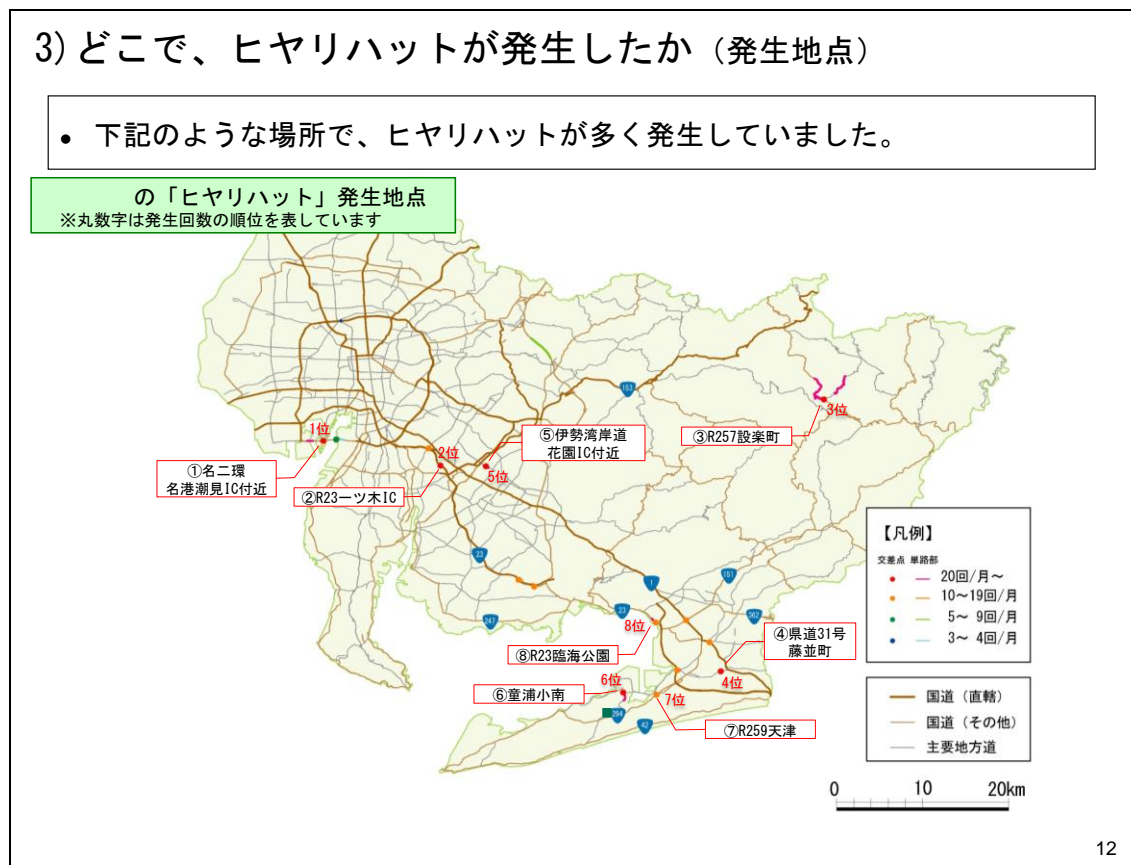 3)どこで、ヒヤリハットが発生したか（発生地点）
• 下記のような場所で、ヒヤリハットが多く発生していました。
の「ヒヤリハット」発生地点
※丸数字は発生回数の順位を表しています
153
3位
③R257設楽町
⑤伊勢湾岸道
花園IC付近
1位
2位
5位
①名二環
名港潮見IC付近
②R23一ツ木IC
【凡例】
交差点 単路部
20回/月～
10～19回/月
5～ 9回/月
3～ 4回/月
23
1
151
247
23
362
8位
④県道31号
藤並町
⑧R23臨海公園
4位
6位
⑥童浦小南
7位
294
42
⑦R259天津
国道（直轄）
国道（その他）
主要地方道
0 10 20km
12